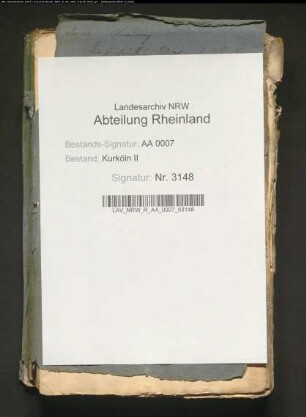 Landesarchiv NRW
Abteilung Rheinland
Bestands-Signatur: AA 0007
Bestand: Kurköln II
Signatur: Nr. 3148
LAV_NRW_R_AA_0007_03148